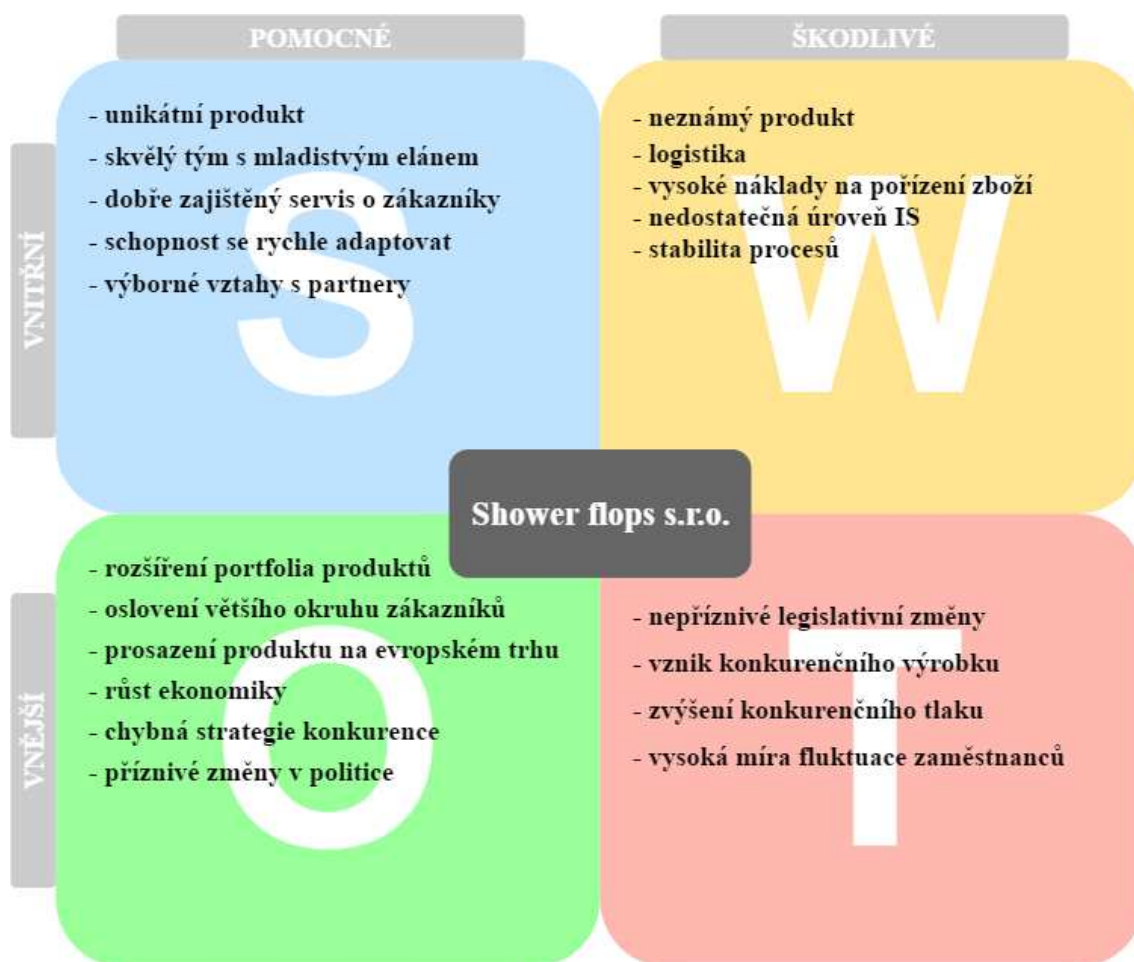 POMOCNÉ
ŠKODLIVÉ
VNITŘNÍ
- unikátní produkt
- skvělý tým s mladistvým elánem
- dobře zajištěný servis o zákazníky
- schopnost se rychle adaptovat
- výborné vztahy s partnery
S
- neznámý produkt
- logistika
- vysoké náklady na pořízení zboží
- nedostatečná úroveň IS
- stabilita procesů
W
Shower flops s.r.o.
VNĚJŠÍ
- rozšíření portfolia produktů
- oslovení většího okruhu zákazníků
- prosazení produktu na evropském trhu
- růst ekonomiky
- chybná strategie konkurence
- příznivé změny v politice
O
- nepříznivé legislativní změny
- vznik konkurenčního výrobku
- zvýšení konkurenčního tlaku
- vysoká míra fluktuace zaměstnanců
T